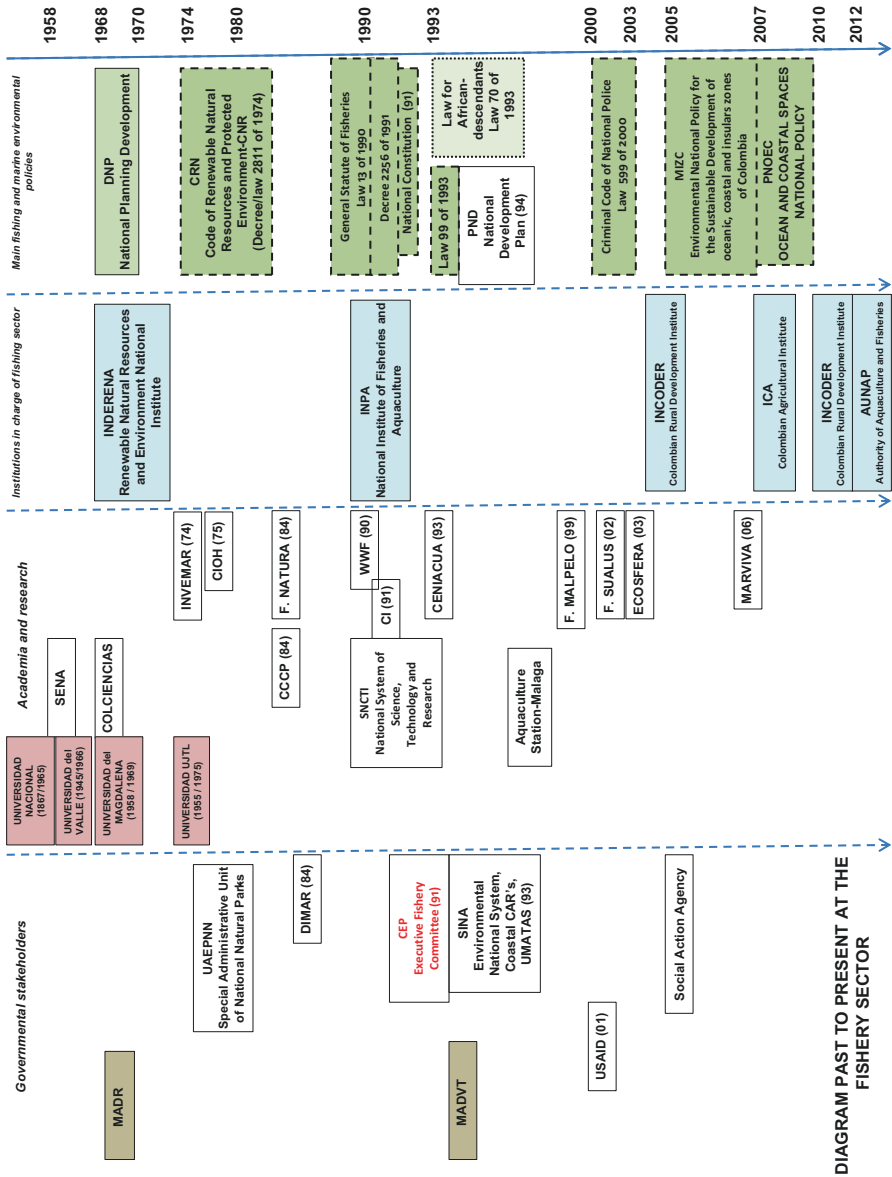 1958
1968
1970
1974
1980
1990
1993
2000
2003
2005
2007
2010
2012
Main fishing and marine environmental
policies
DNP
National Planning Development
CRN
Code of Renewable Natural
Resources and Protected
Environment-CNR
(Decree/law 2811 of 1974)
General Statute of Fisheries
Law 13 of 1990
Decree 2256 of 1991
National Constitution (91)
Law for
African-
descendants
Law 70 of
1993
Law 99 of 1993
PND
National
Development
Plan (94)
Criminal Code of National Police
Law 599 of 2000
MIZC
Environmental National Policy for
the Sustainable Development of
oceanic, coastal and insulars zones
of Colombia
PNOEC
OCEAN AND COASTAL SPACES
NATIONAL POLICY
Institutions in charge of fishing sector
INDERENA
Renewable Natural Resources
and Environment National
Institute
INPA
National Institute of Fisheries and
Aquaculture
INCODER
Colombian Rural Development Institute
ICA
Colombian Agricultural Institute
INCODER
Colombian Rural Development Institute
AUNAP
Authority of Aquaculture and Fisheries
Academia and research
INVEMAR (74)
CIOH (75)
F. NATURA (84)
WWF (90)
CI (91)
CENIACUA (93)
F. MALPELO (99)
F. SUALUS (02)
ECOSFERA (03)
MARVIVA (06)
SENA
COLCIENCIAS
CCCP (84)
SNCTI
National System of
Science,
Technology and
Research
Aquaculture
Station-Malaga
UNIVERSIDAD
NACIONAL
(1867/1965)
UNIVERSIDAD del
VALLE (1945/1966)
UNIVERSIDAD del
MAGDALENA
(1958 / 1969)
UNIVERSIDAD UJTL
(1955 / 1975)
Governmental stakeholders
UAEPNN
Special Administrative Unit
of National Natural Parks
DIMAR (84)
CEP
Executive Fishery
Committee (91)
SINA
Environmental
National System,
Coastal CAR's,
UMATAS (93)
Social Action Agency
USAID (01)
MADR
MADVT
DIAGRAM PAST TO PRESENT AT THE
FISHERY SECTOR